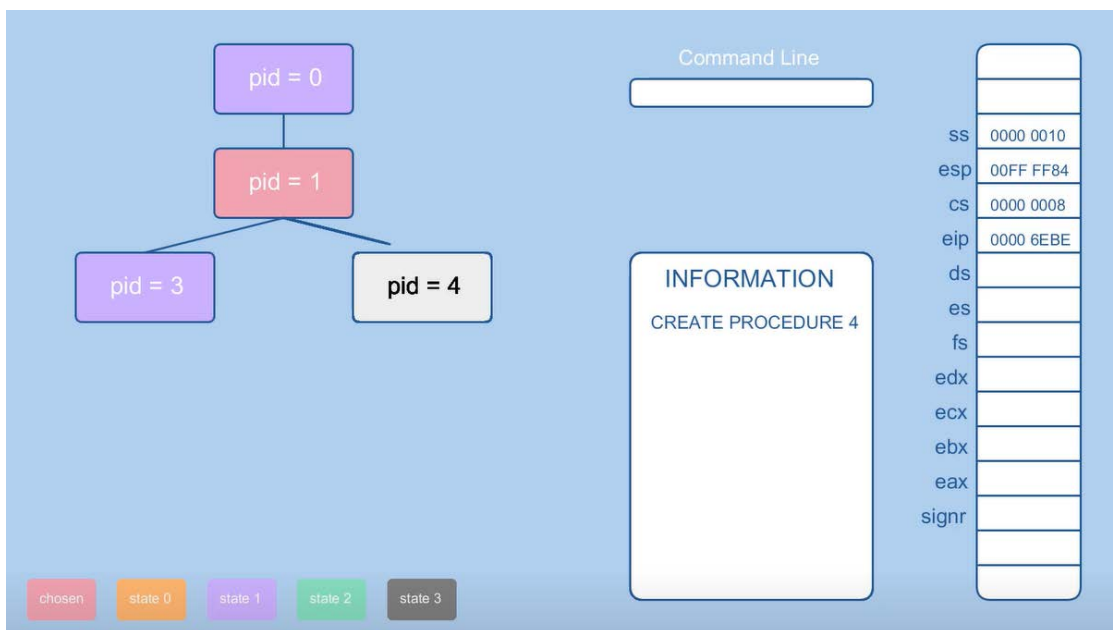 pid = 0
pid = 1
pid = 3
pid = 4
Command Line
INFORMATION
CREATE PROCEDURE 4
ss 0000 0010
esp 00FF FF84
cs 0000 0008
eip 0000 6EBE
ds
es
fs
edx
ecx
ebx
eax
signr
chosen
state 0
state 1
state 2
state 3